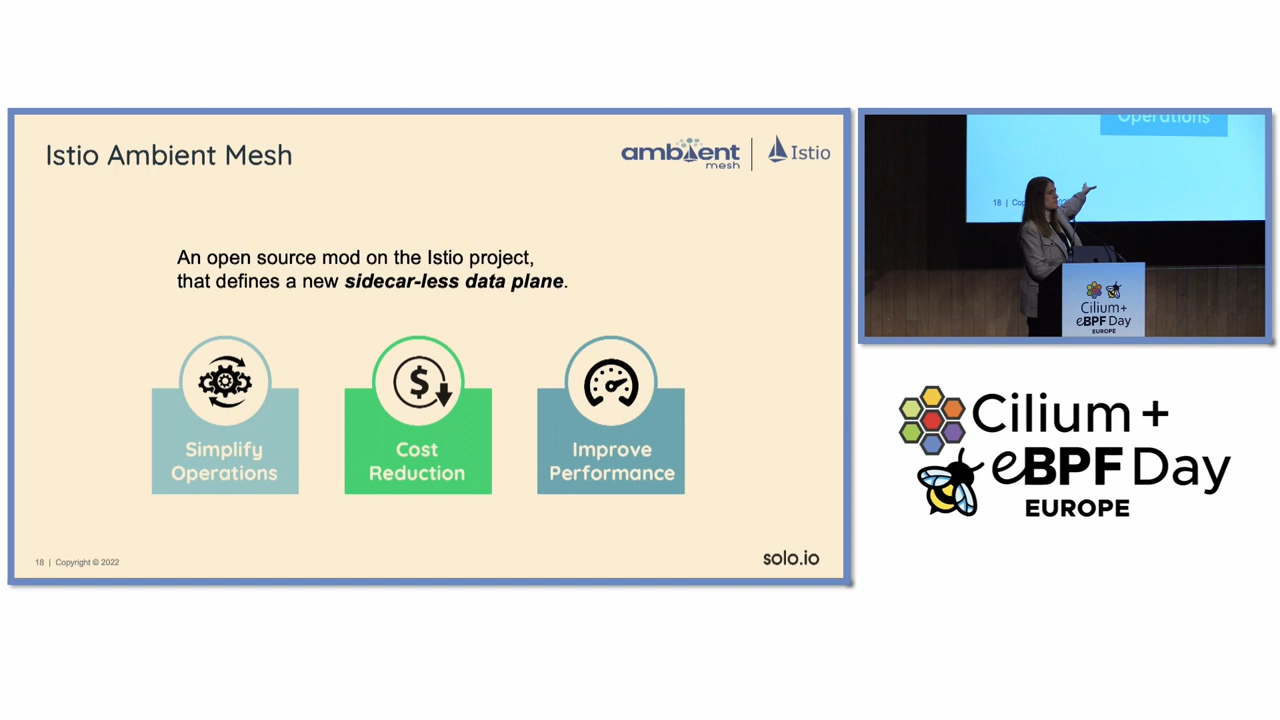 Istio Ambient Mesh
ambient
mesh
Istio
An open source mod on the Istio project,
that defines a new sidecar-less data plane.
Simplify
Operations
Cost
Reduction
Improve
Performance
18 | Copyright © 2022
solo.io
Operations
18 | Cop
Cilium+
eBPF Day
EUROPE
Cilium +
eBPF Day
EUROPE